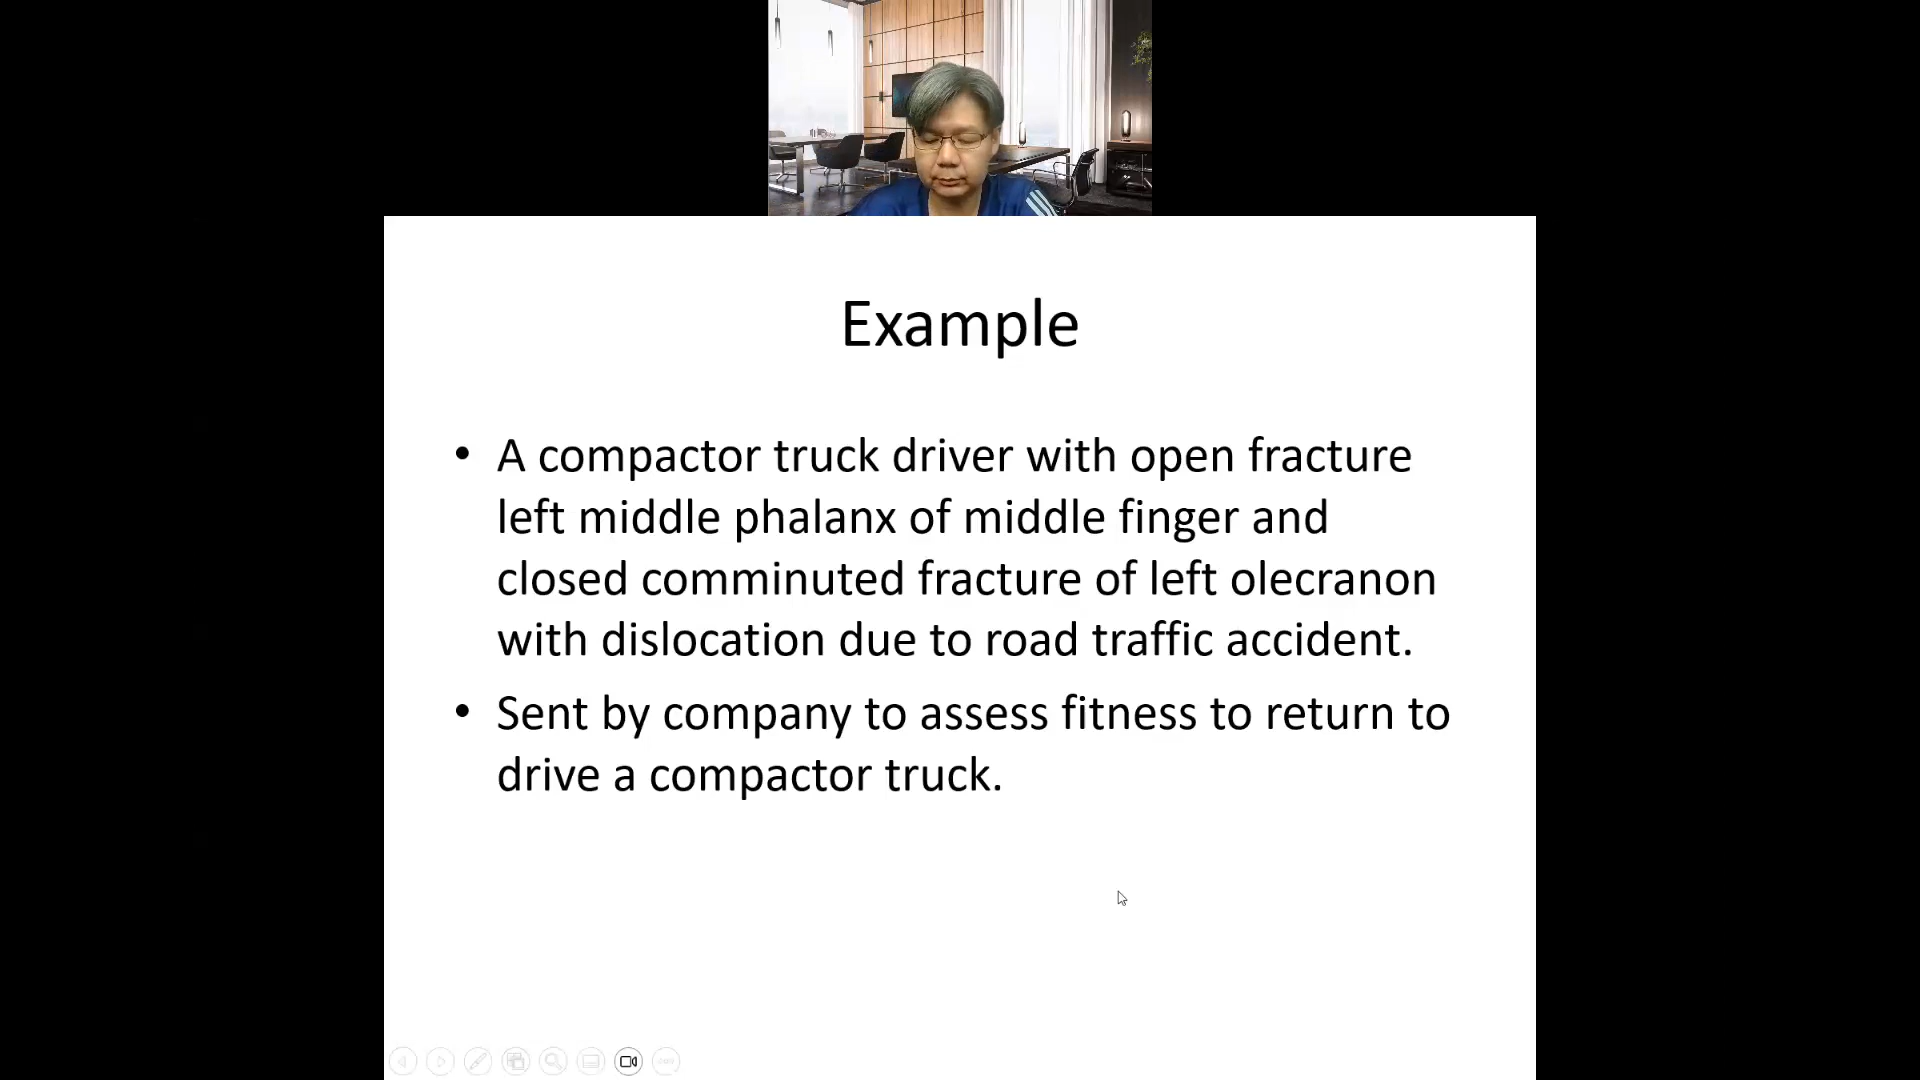 Example
• A compactor truck driver with open fracture
left middle phalanx of middle finger and
closed comminuted fracture of left olecranon
with dislocation due to road traffic accident.
• Sent by company to assess fitness to return to
drive a compactor truck.